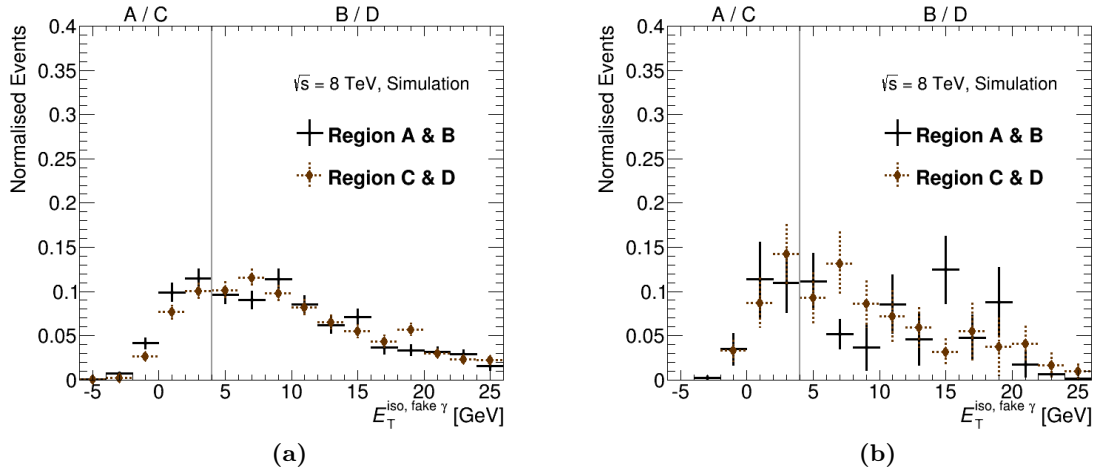 A / C B / D
Normalised Events
0.4
0.35
0.3
0.25
0.2
0.15
0.1
0.05
0
√s = 8 TeV, Simulation
Region A & B
Region C & D
-5 0 5 10 15 20 25
E_T^{iso, fake γ} [GeV]
(a)
A / C B / D
Normalised Events
0.4
0.35
0.3
0.25
0.2
0.15
0.1
0.05
0
√s = 8 TeV, Simulation
Region A & B
Region C & D
-5 0 5 10 15 20 25
E_T^{iso, fake γ} [GeV]
(b)